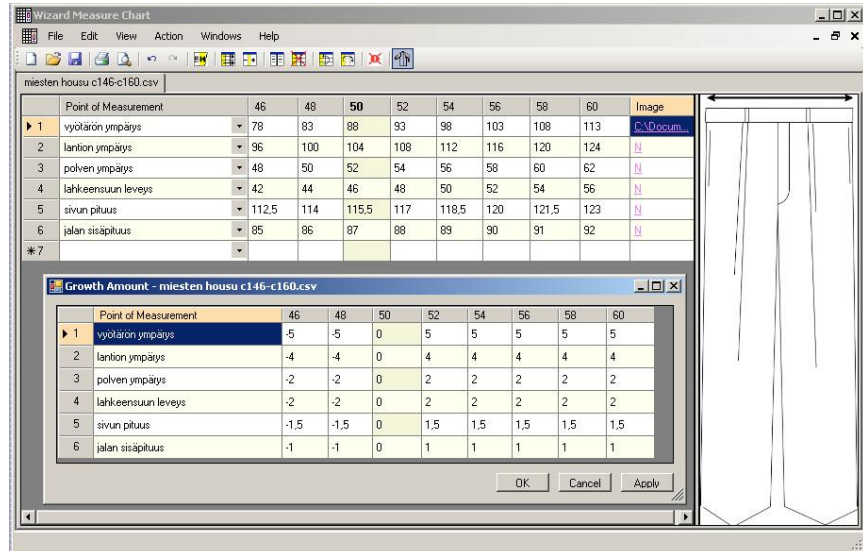 Wizard Measure Chart
File Edit View Action Windows Help
miesten housu c146-c160.csv
Point of Measurement 46 48 50 52 54 56 58 60 Image
1 vyötärön ympärys 78 83 88 93 98 103 108 113 C:\Docum...
2 lantion ympärys 96 100 104 108 112 116 120 124 N
3 polven ympärys 48 50 52 54 56 58 60 62 N
4 lahkeensuun leveys 42 44 46 48 50 52 54 56 N
5 sivun pituus 112,5 114 115,5 117 118,5 120 121,5 123 N
6 jalan sisäpituus 85 86 87 88 89 90 91 92 N
*7
Growth Amount - miesten housu c146-c160.csv
Point of Measurement 46 48 50 52 54 56 58 60
1 vyötärön ympärys -5 -5 0 5 5 5 5 5
2 lantion ympärys -4 -4 0 4 4 4 4 4
3 polven ympärys -2 -2 0 2 2 2 2 2
4 lahkeensuun leveys -2 -2 0 2 2 2 2 2
5 sivun pituus -1,5 -1,5 0 1,5 1,5 1,5 1,5 1,5
6 jalan sisäpituus -1 -1 0 1 1 1 1 1
OK Cancel Apply